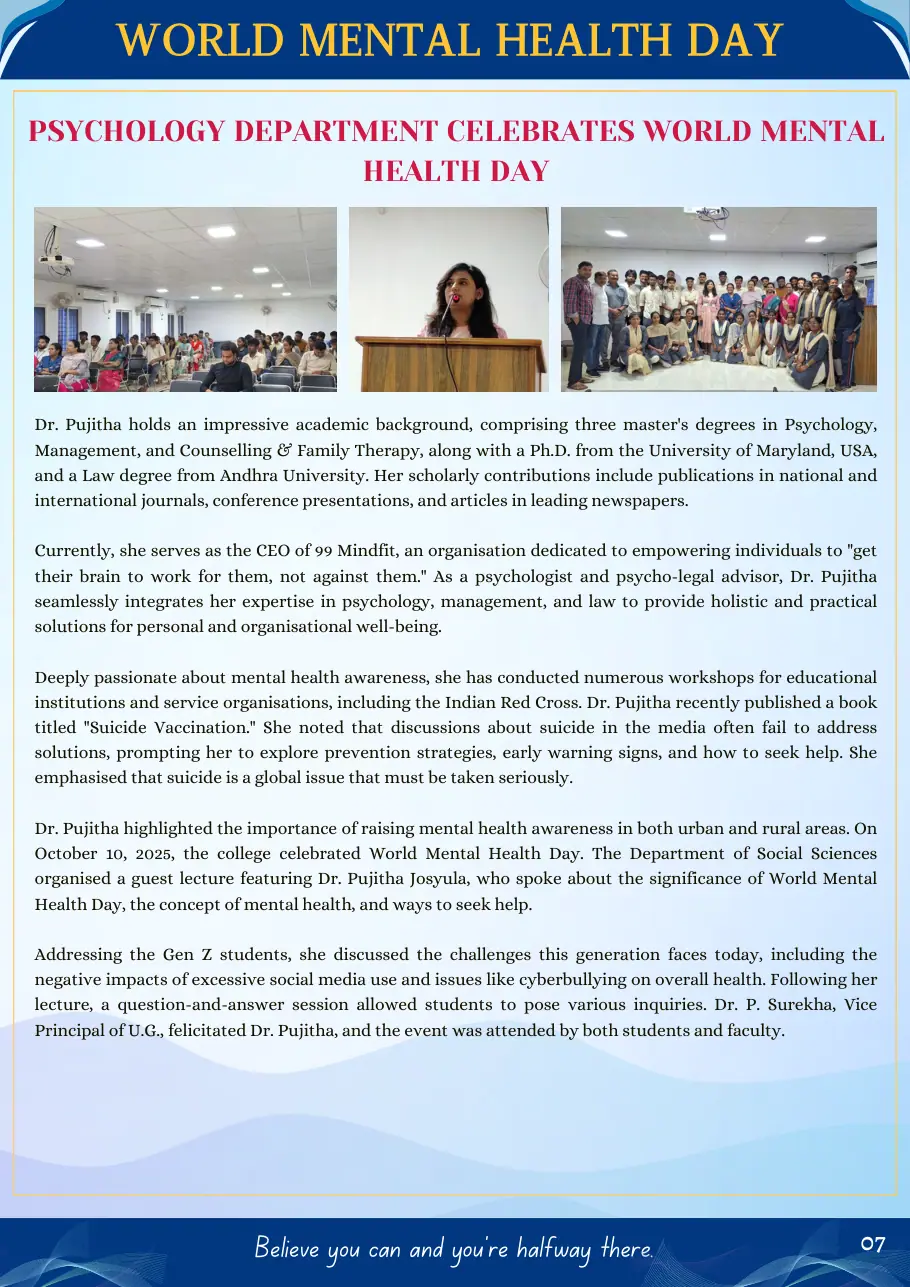 WORLD MENTAL HEALTH DAY
PSYCHOLOGY DEPARTMENT CELEBRATES WORLD MENTAL
HEALTH DAY
Dr. Pujitha holds an impressive academic background, comprising three master's degrees in Psychology,
Management, and Counselling & Family Therapy, along with a Ph.D. from the University of Maryland, USA,
and a Law degree from Andhra University. Her scholarly contributions include publications in national and
international journals, conference presentations, and articles in leading newspapers.
Currently, she serves as the CEO of 99 Mindfit, an organisation dedicated to empowering individuals to "get
their brain to work for them, not against them." As a psychologist and psycho-legal advisor, Dr. Pujitha
seamlessly integrates her expertise in psychology, management, and law to provide holistic and practical
solutions for personal and organisational well-being.
Deeply passionate about mental health awareness, she has conducted numerous workshops for educational
institutions and service organisations, including the Indian Red Cross. Dr. Pujitha recently published a book
titled "Suicide Vaccination." She noted that discussions about suicide in the media often fail to address
solutions, prompting her to explore prevention strategies, early warning signs, and how to seek help. She
emphasised that suicide is a global issue that must be taken seriously.
Dr. Pujitha highlighted the importance of raising mental health awareness in both urban and rural areas. On
October 10, 2025, the college celebrated World Mental Health Day. The Department of Social Sciences
organised a guest lecture featuring Dr. Pujitha Josyula, who spoke about the significance of World Mental
Health Day, the concept of mental health, and ways to seek help.
Addressing the Gen Z students, she discussed the challenges this generation faces today, including the
negative impacts of excessive social media use and issues like cyberbullying on overall health. Following her
lecture, a question-and-answer session allowed students to pose various inquiries. Dr. P. Surekha, Vice
Principal of U.G., felicitated Dr. Pujitha, and the event was attended by both students and faculty.
Believe you can and you're halfway there.
07